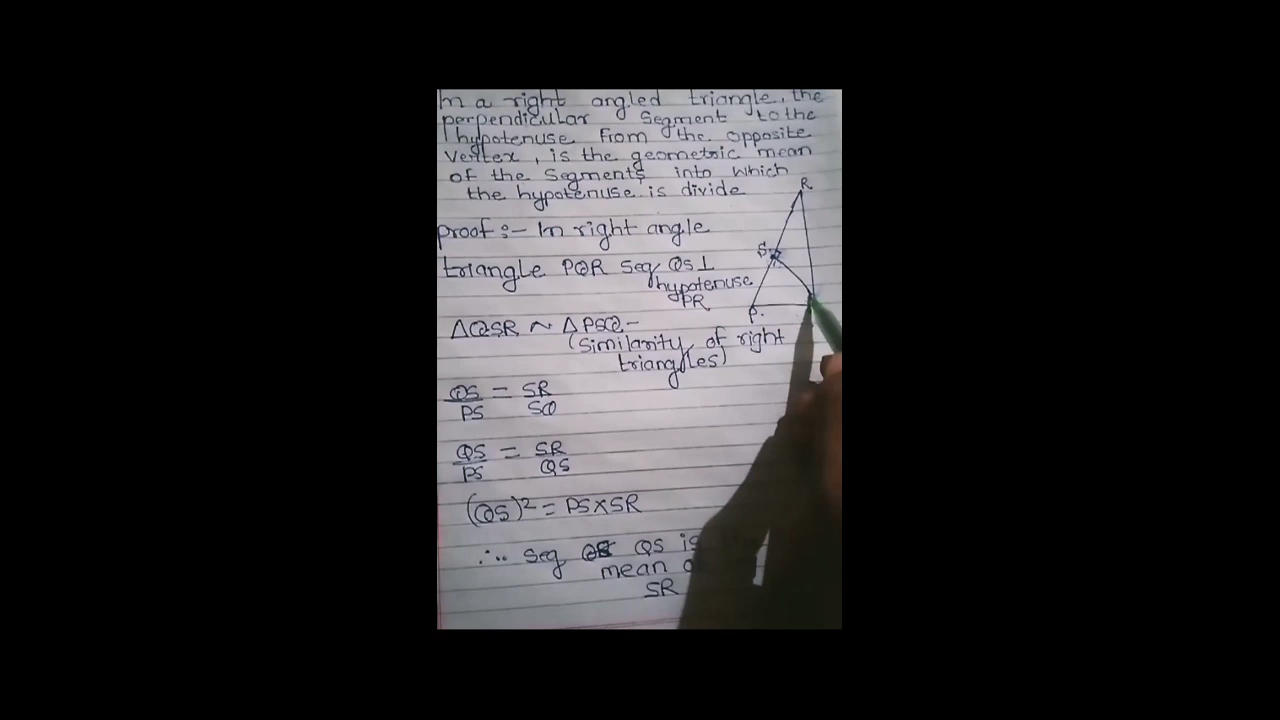 In a right angled triangle, the
perpendicular segment to the
hypotenuse from the opposite
vertex, is the geometric mean
of the segments into which
the hypotenuse is divide
R
proof :- In right angle
S
triangle PQR seg QS ⊥
hypotenuse
PR
P.
△QSR ~ △PSQ -
(similarity of right
triangles)
QS = SR
PS SQ
QS = SR
PS QS
(QS)² = PS×SR
∴ seg QS is
mean
SR